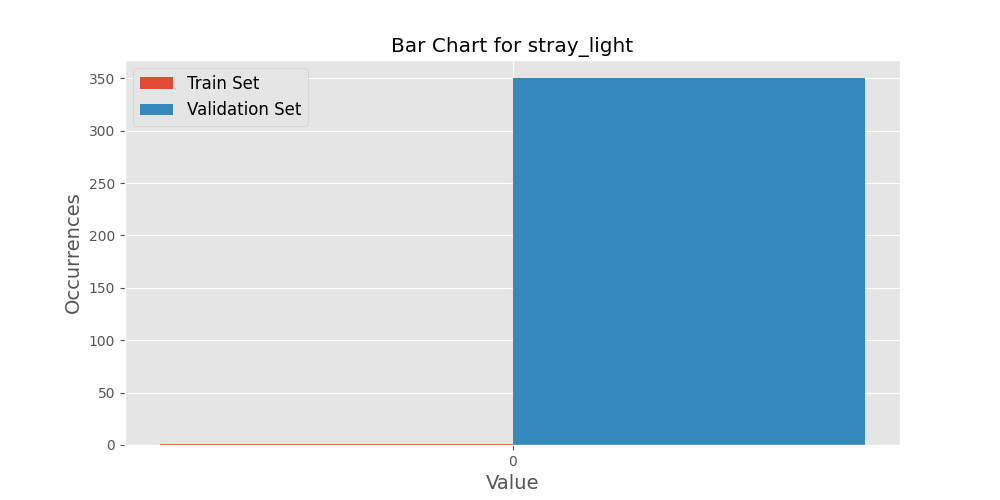 Bar Chart for stray_light
Train Set
Validation Set
350
300
250
200
150
100
50
0
Occurrences
0
Value